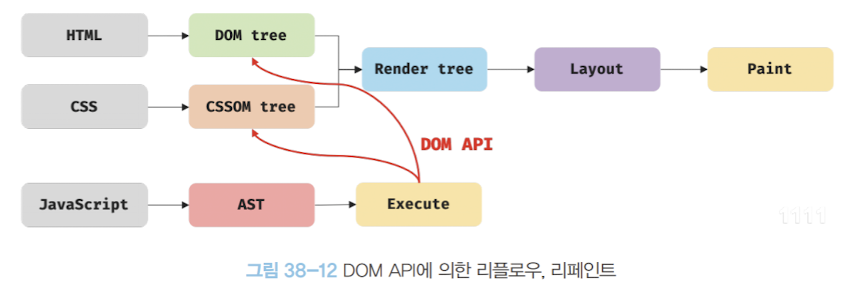 HTML
DOM tree
Render tree
Layout
Paint
CSS
CSSOM tree
DOM API
JavaScript
AST
Execute
1111
그림 38-12 DOM API에 의한 리플로우, 리페인트